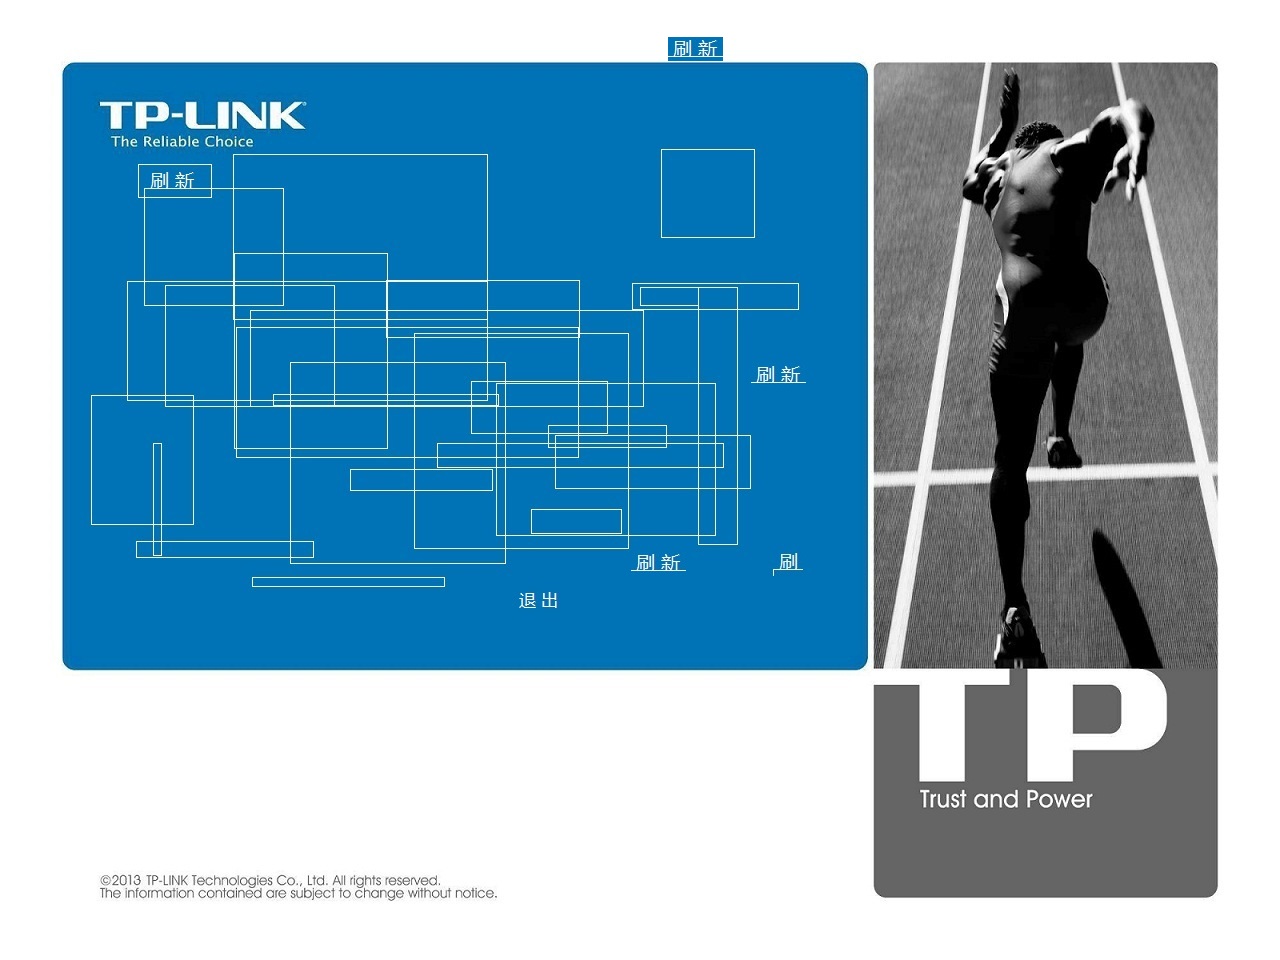 刷新
TP-LINK®
The Reliable Choice
刷新
刷新
刷新
刷
退出
TP
Trust and Power
©2013 TP-LINK Technologies Co., Ltd. All rights reserved.
The information contained are subject to change without notice.